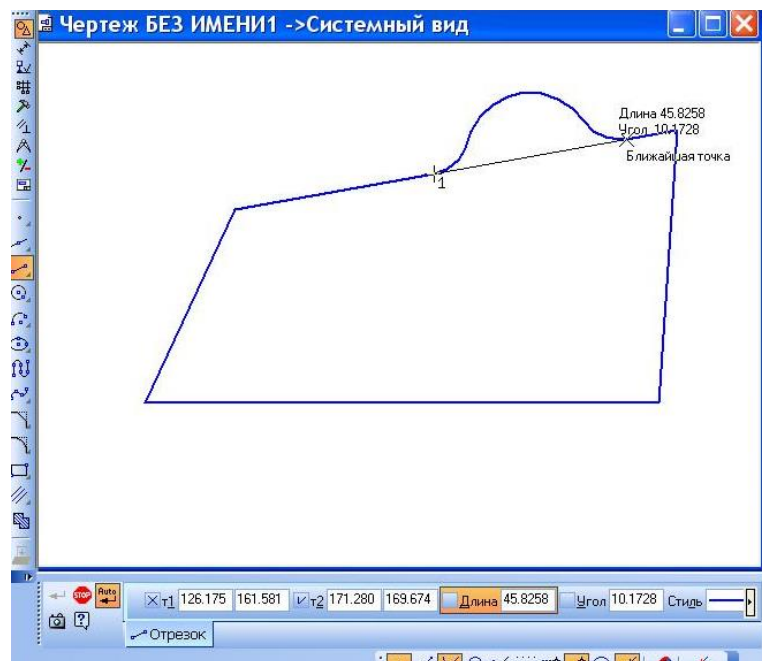 Чертеж БЕЗ ИМЕНИ1 ->Системный вид
Длина 45.8258
Угол 10.1728
Ближайшая точка
1
STOP Auto
т1 126.175 161.581 т2 171.280 169.674 Длина 45.8258 Угол 10.1728 Стиль
Отрезок